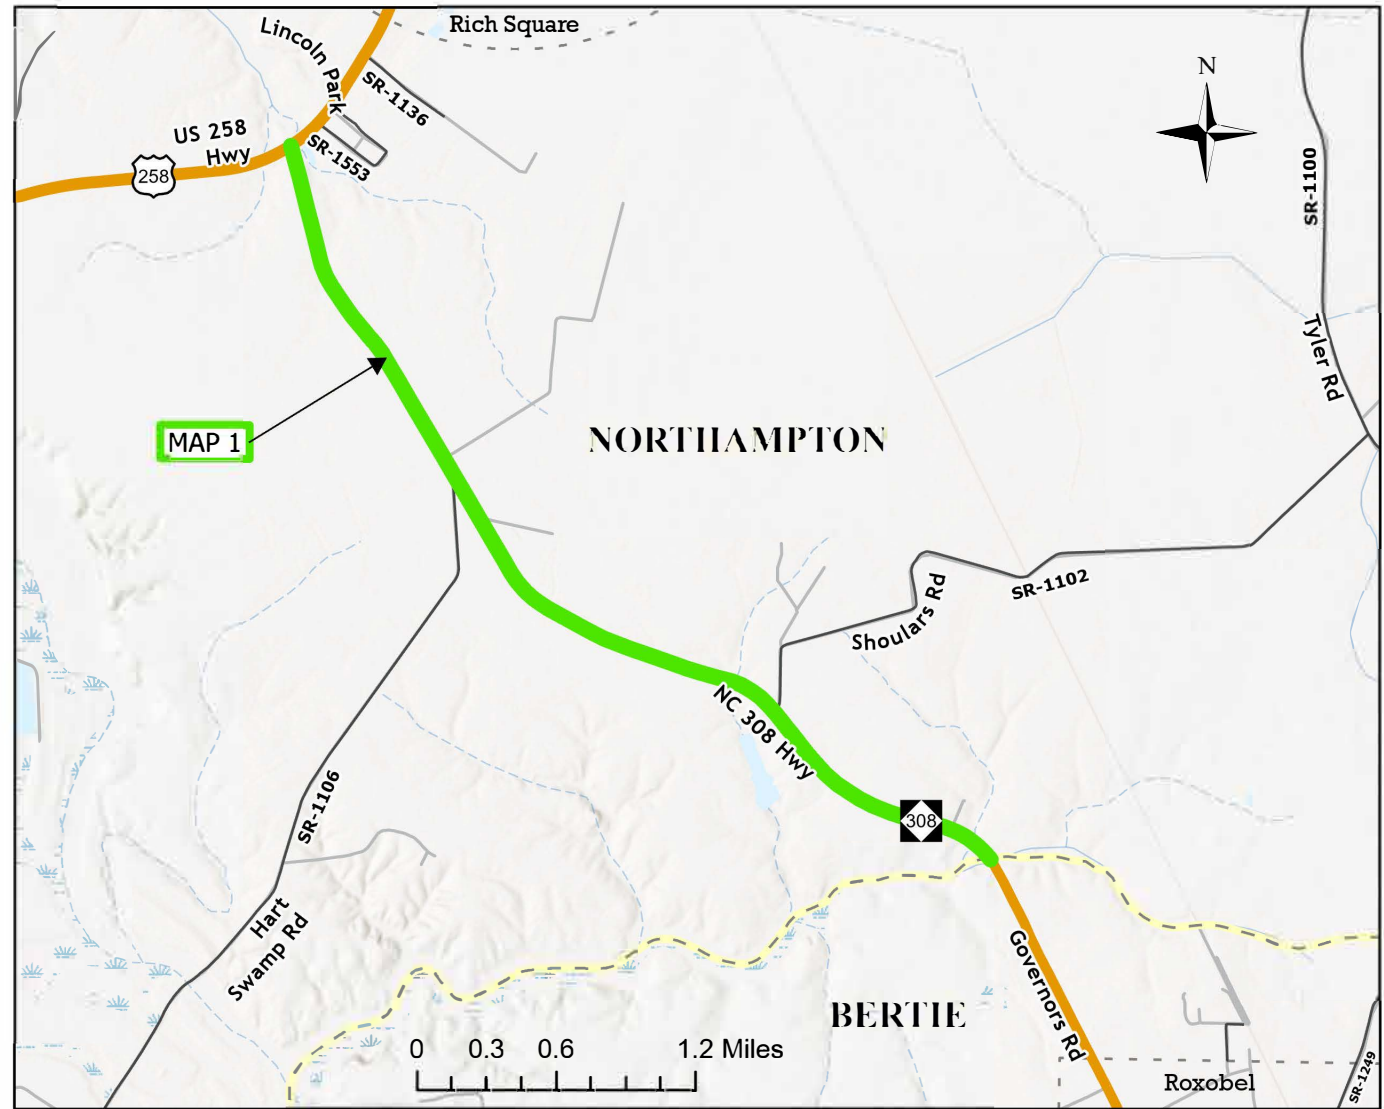 Rich Square
Lincoln Park
SR-1136
N
US 258
Hwy
258
SR-1553
SR-1100
Tyler Rd
MAP 1
NORTHAMPTON
SR-1102
Shoulars Rd
NC 308 Hwy
308
SR-1106
Hart
Swamp Rd
Governors Rd
BERTIE
0 0.3 0.6 1.2 Miles
Roxobel
SR-1249